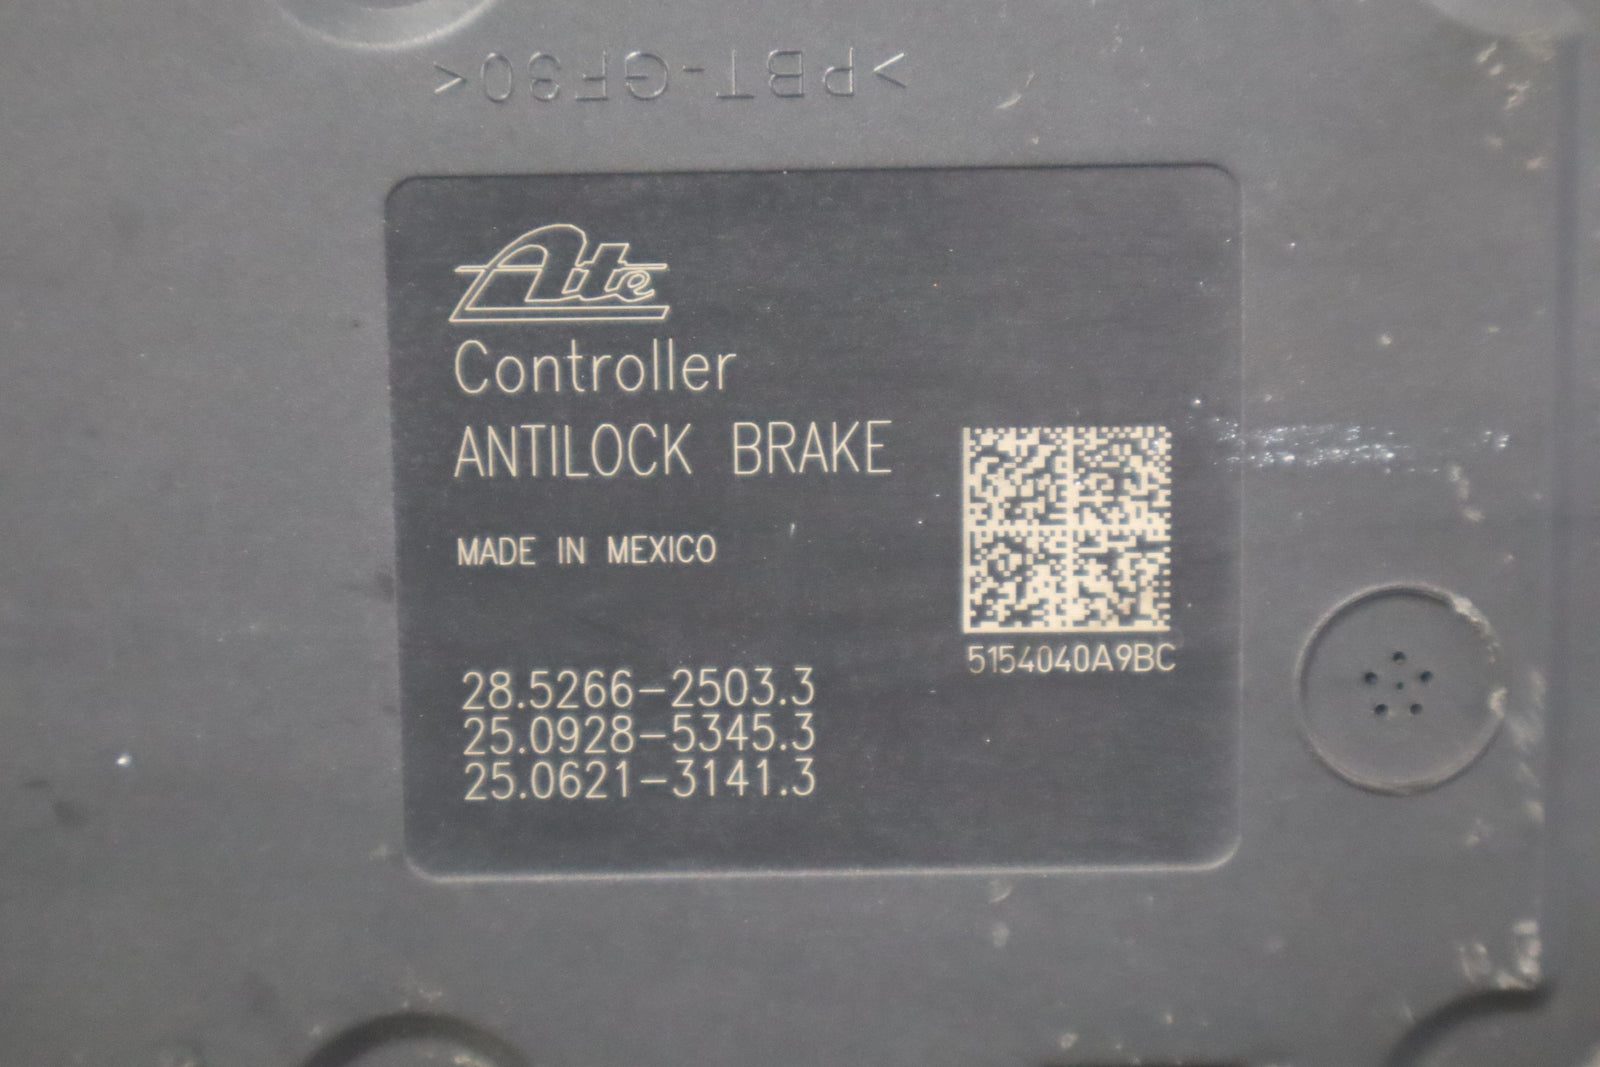 >PBT-GF30<
Ate
Controller
ANTILOCK BRAKE
MADE IN MEXICO
5154040A9BC
28.5266-2503.3
25.0928-5345.3
25.0621-3141.3